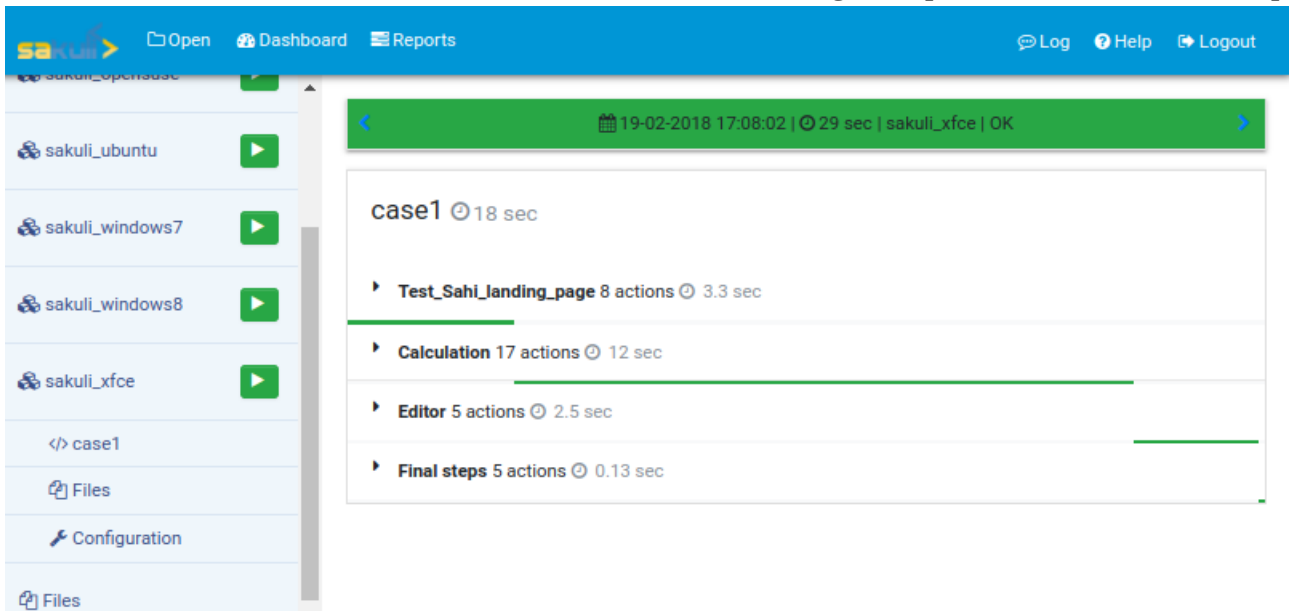 sakuli> Open Dashboard Reports Log Help Logout
sakuli_opensuse
19-02-2018 17:08:02 | 29 sec | sakuli_xfce | OK
sakuli_ubuntu
case1 18 sec
sakuli_windows7
Test_Sahi_landing_page 8 actions 3.3 sec
sakuli_windows8
Calculation 17 actions 12 sec
sakuli_xfce
Editor 5 actions 2.5 sec
</> case1
Final steps 5 actions 0.13 sec
Files
Configuration
Files